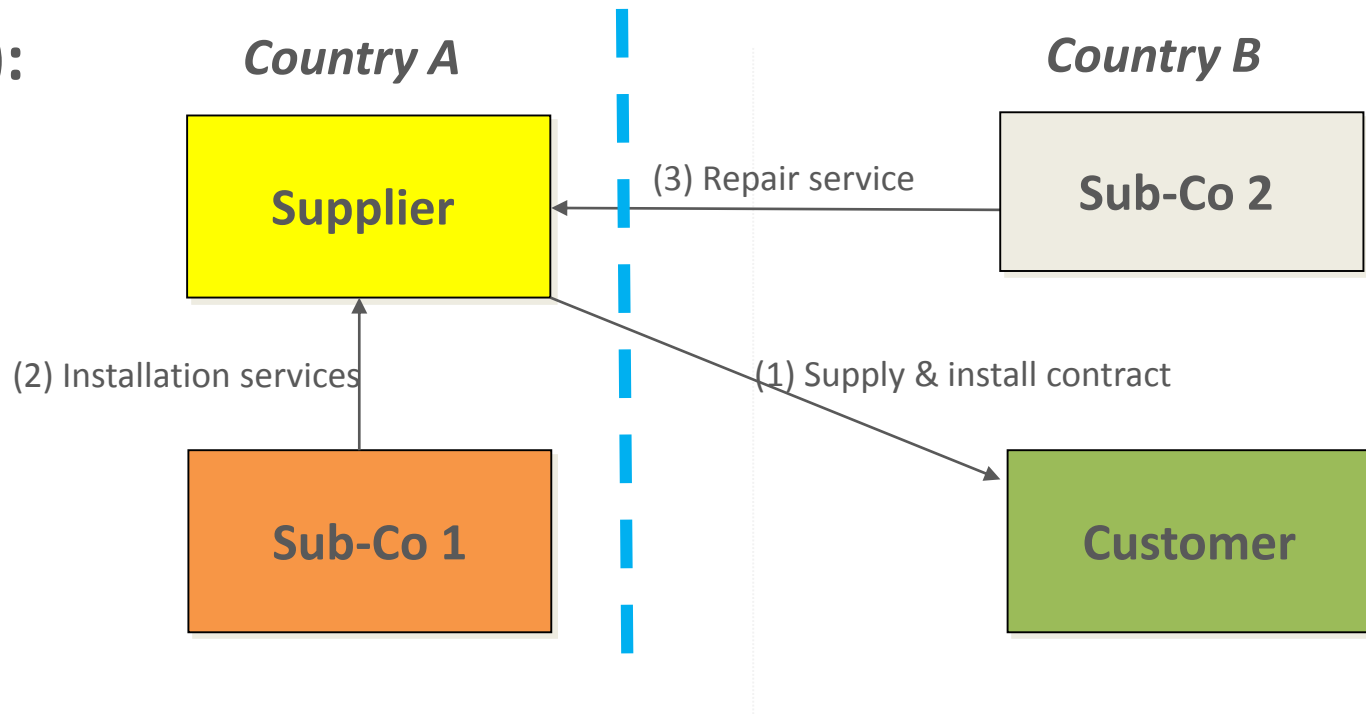 ):
Country A
Country B
Supplier
(3) Repair service
Sub-Co 2
(2) Installation services
(1) Supply & install contract
Sub-Co 1
Customer